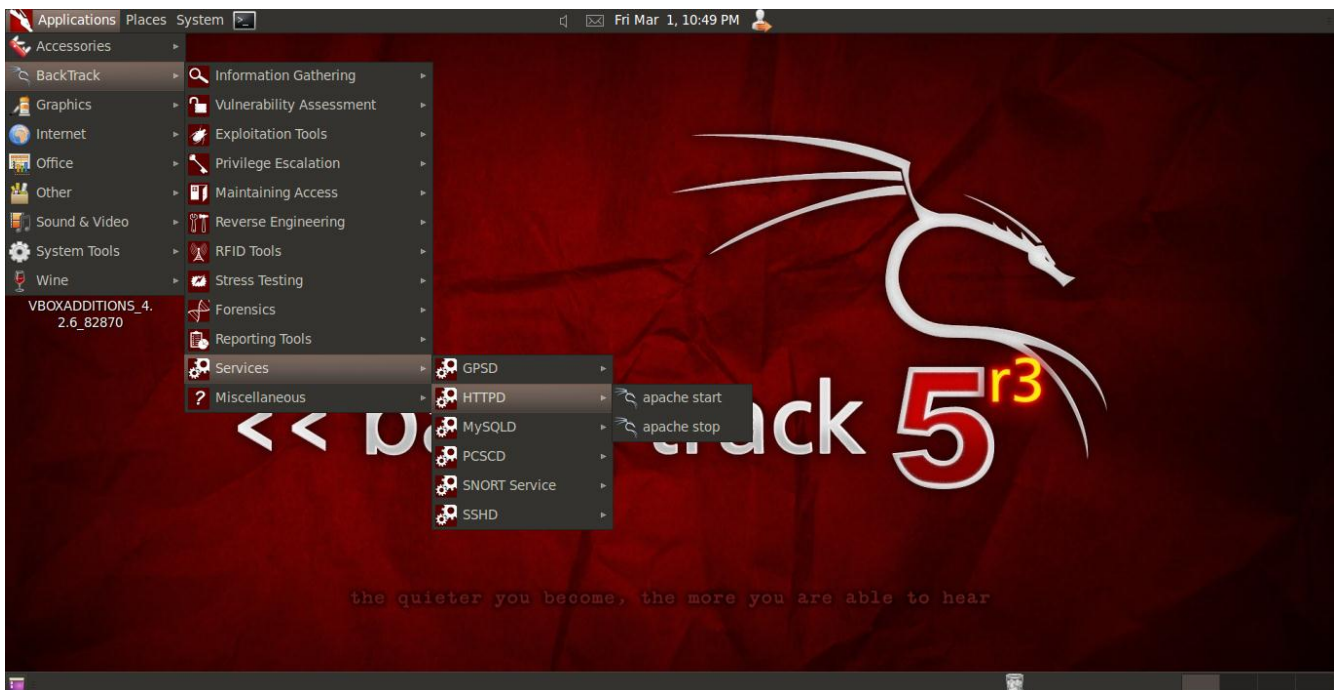 Applications Places System
Fri Mar 1, 10:49 PM
Accessories
BackTrack
Graphics
Internet
Office
Other
Sound & Video
System Tools
Wine
VBOXADDITIONS_4.
2.6_82870
Information Gathering
Vulnerability Assessment
Exploitation Tools
Privilege Escalation
Maintaining Access
Reverse Engineering
RFID Tools
Stress Testing
Forensics
Reporting Tools
Services
Miscellaneous
GPSD
HTTPD
MySQLD
PCSCD
SNORT Service
SSHD
apache start
apache stop
<< b track 5 r3
the quieter you become, the more you are able to hear